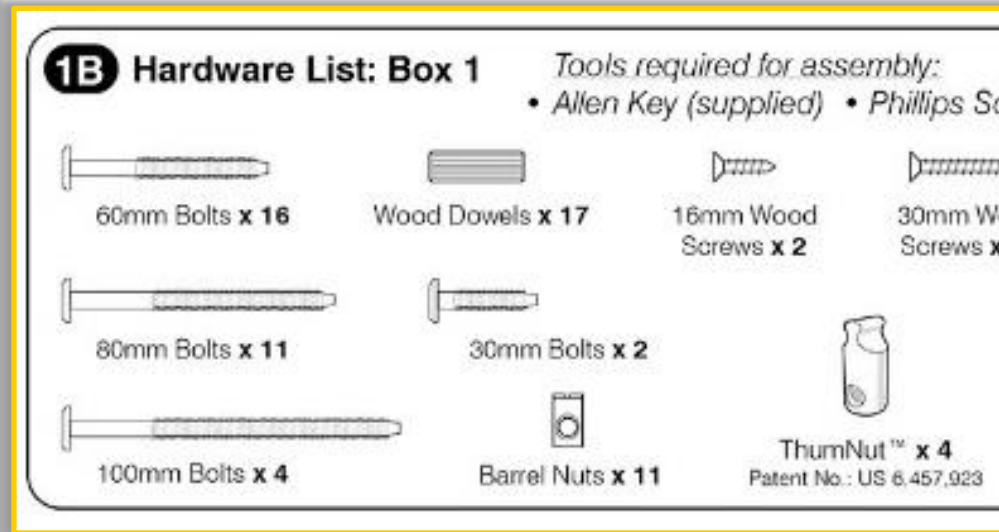 1B Hardware List: Box 1
Tools required for assembly:
• Allen Key (supplied) • Phillips
60mm Bolts x 16
Wood Dowels x 17
16mm Wood
Screws x 2
30mm
Screws
80mm Bolts x 11
30mm Bolts x 2
100mm Bolts x 4
Barrel Nuts x 11
ThumNut™ x 4
Patent No.: US 6,457,923